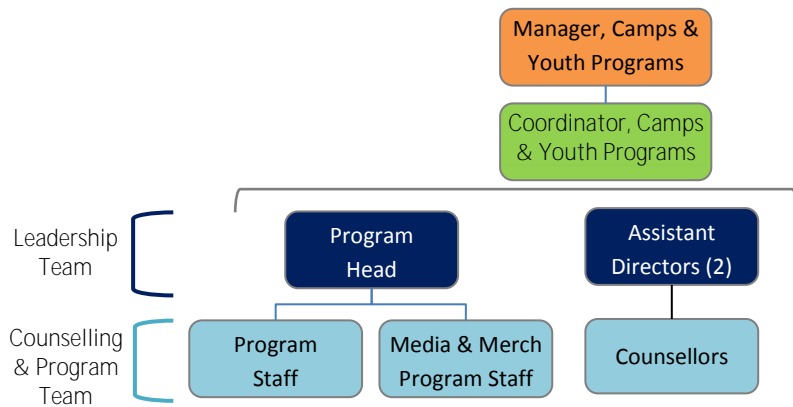 Manager, Camps &
Youth Programs
Coordinator, Camps
& Youth Programs
Leadership
Team
Program
Head
Assistant
Directors (2)
Counselling
& Program
Team
Program
Staff
Media & Merch
Program Staff
Counsellors